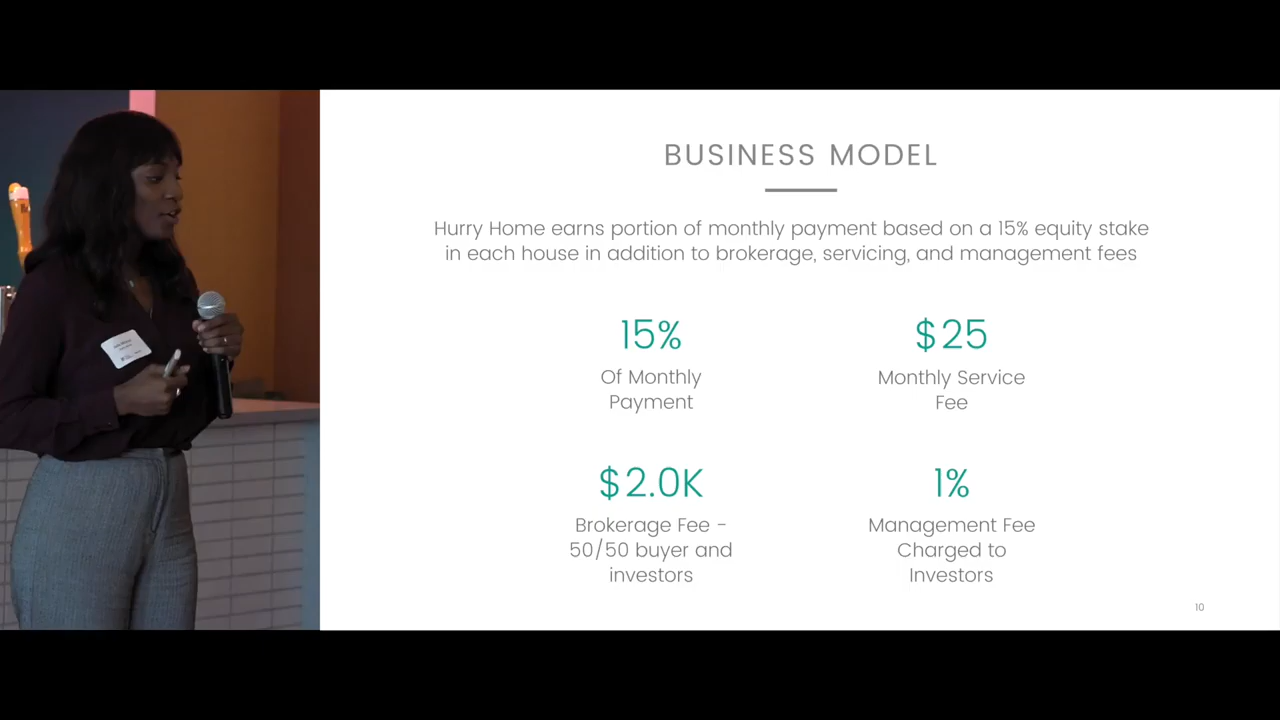 BUSINESS MODEL
Hurry Home earns portion of monthly payment based on a 15% equity stake
in each house in addition to brokerage, servicing, and management fees
15%
Of Monthly
Payment
$25
Monthly Service
Fee
$2.0K
Brokerage Fee -
50/50 buyer and
investors
1%
Management Fee
Charged to
Investors
10